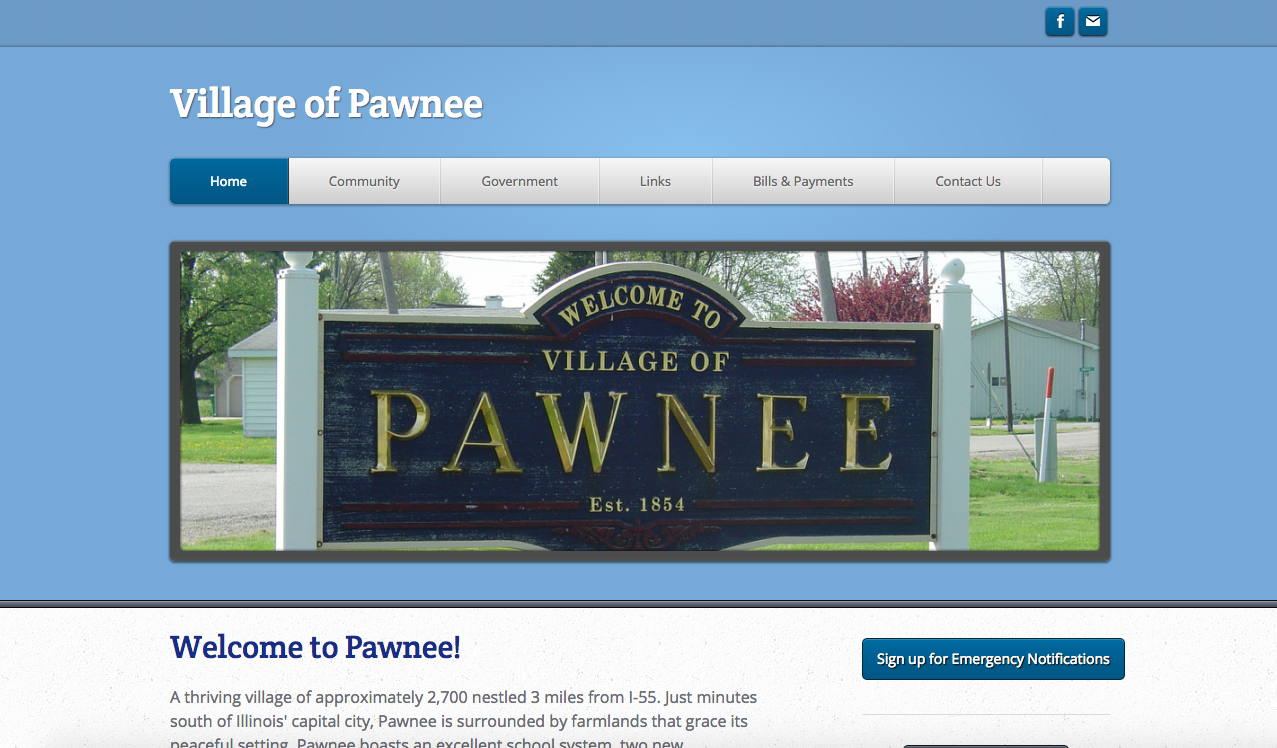 f
Village of Pawnee
Home
Community
Government
Links
Bills & Payments
Contact Us
WELCOME TO
VILLAGE OF
PAWNEE
Est. 1854
Welcome to Pawnee!
Sign up for Emergency Notifications
A thriving village of approximately 2,700 nestled 3 miles from I-55. Just minutes
south of Illinois' capital city, Pawnee is surrounded by farmlands that grace its
peaceful setting. Pawnee boasts an excellent school system, two new